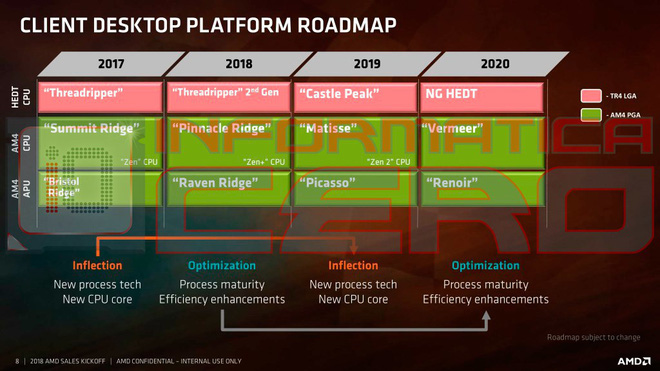 CLIENT DESKTOP PLATFORM ROADMAP
2017
2018
2019
2020
HEDT
CPU
“Threadripper”
“Threadripper” 2nd Gen
“Castle Peak”
NG HEDT
- TR4 LGA
- AM4 PGA
AM4
CPU
“Summit Ridge”
“Pinnacle Ridge”
“Matisse”
“Vermeer”
“Zen” CPU
“Zen+” CPU
“Zen 2” CPU
INFORMATICA
CERO
AM4
APU
“Bristol
Ridge”
“Raven Ridge”
“Picasso”
“Renoir”
Inflection
Optimization
Inflection
Optimization
New process tech
New CPU core
Process maturity
Efficiency enhancements
New process tech
New CPU core
Process maturity
Efficiency enhancements
Roadmap subject to change
8 | 2018 AMD SALES KICKOFF | AMD CONFIDENTIAL – INTERNAL USE ONLY
AMD